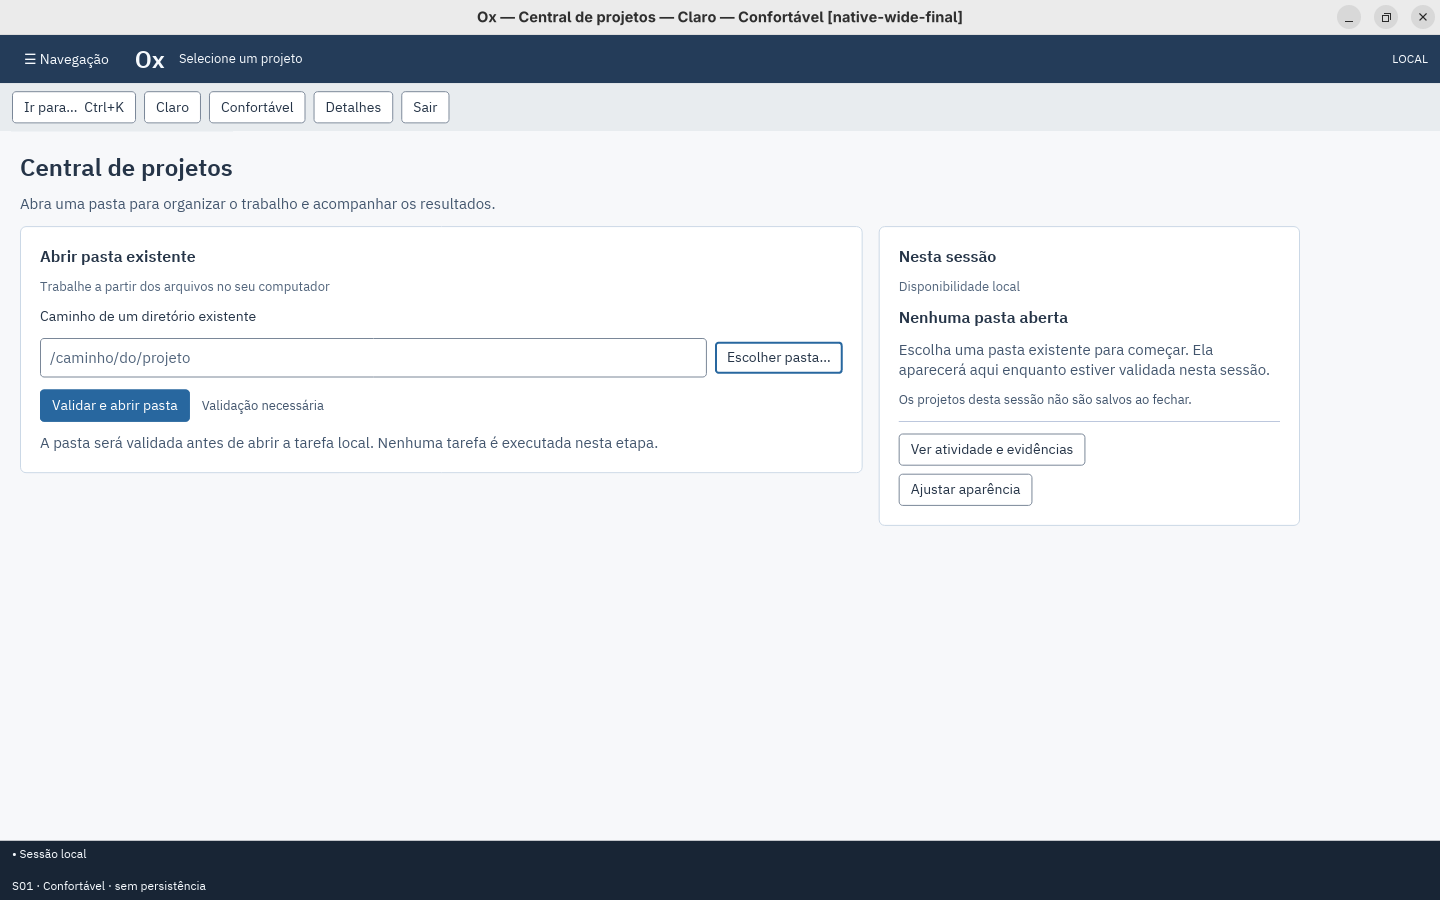 Ox — Central de projetos — Claro — Confortável [native-wide-final]
☰ Navegação
Ox
Selecione um projeto
LOCAL
Ir para... Ctrl+K
Claro
Confortável
Detalhes
Sair
Central de projetos
Abra uma pasta para organizar o trabalho e acompanhar os resultados.
Abrir pasta existente
Trabalhe a partir dos arquivos no seu computador
Caminho de um diretório existente
/caminho/do/projeto
Escolher pasta...
Validar e abrir pasta
Validação necessária
A pasta será validada antes de abrir a tarefa local. Nenhuma tarefa é executada nesta etapa.
Nesta sessão
Disponibilidade local
Nenhuma pasta aberta
Escolha uma pasta existente para começar. Ela
aparecerá aqui enquanto estiver validada nesta sessão.
Os projetos desta sessão não são salvos ao fechar.
Ver atividade e evidências
Ajustar aparência
• Sessão local
S01 · Confortável · sem persistência